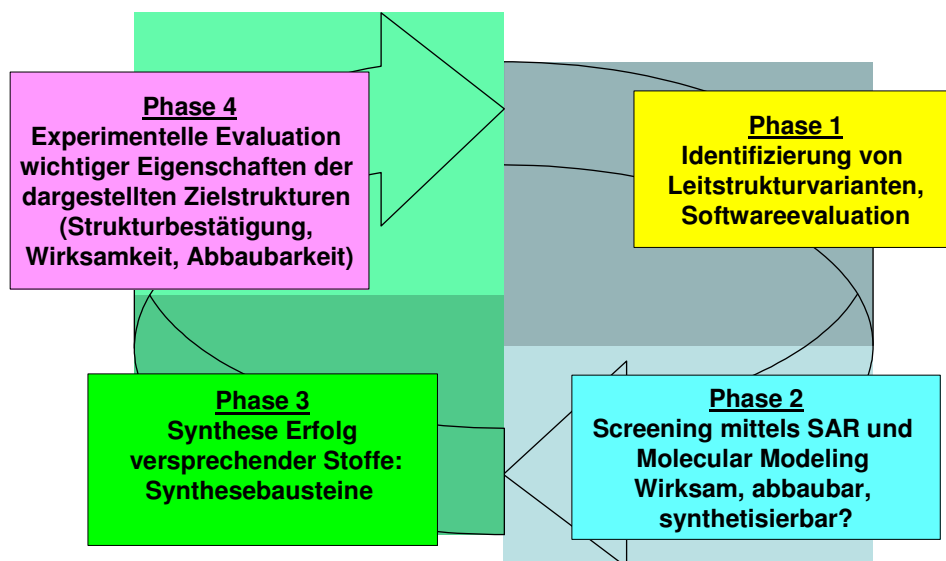 Phase 4
Experimentelle Evaluation
wichtiger Eigenschaften der
dargestellten Zielstrukturen
(Strukturbestätigung,
Wirksamkeit, Abbaubarkeit)
Phase 1
Identifizierung von
Leitstrukturvarianten,
Softwareevaluation
Phase 3
Synthese Erfolg
versprechender Stoffe:
Synthesebausteine
Phase 2
Screening mittels SAR und
Molecular Modeling
Wirksam, abbaubar,
synthetisierbar?